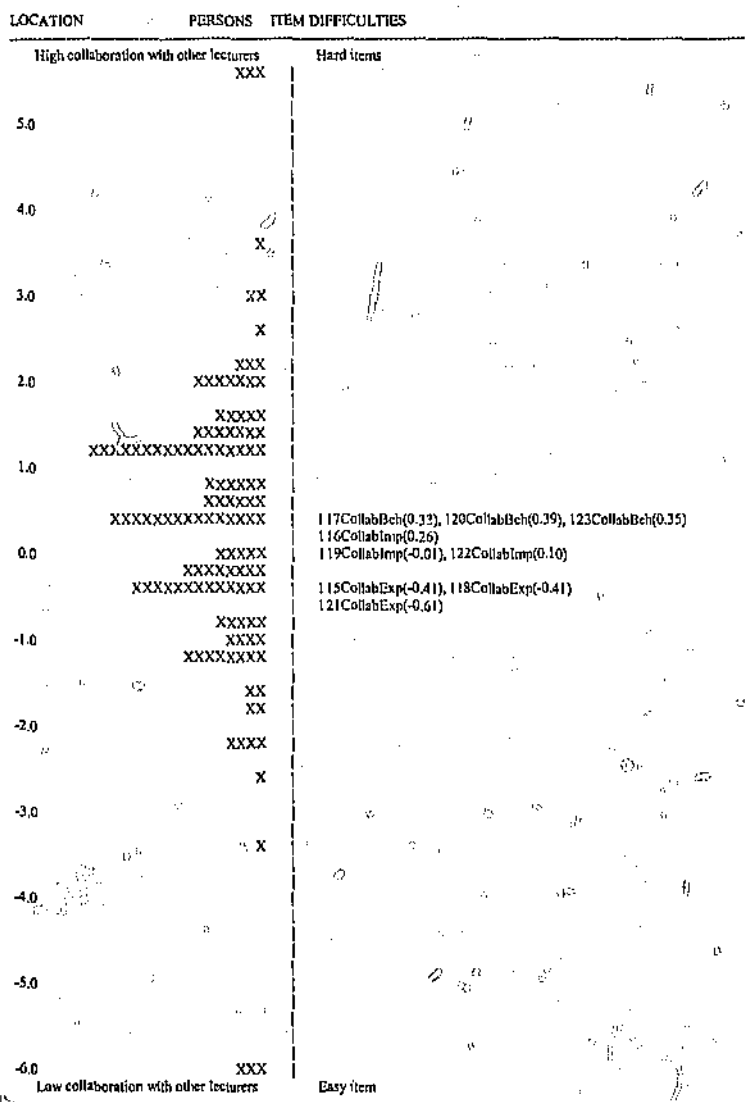 LOCATION PERSONS ITEM DIFFICULTIES
High collaboration with other lecturers Hard items
XXX
5.0
4.0
X
3.0 XX
X
XXX
2.0 XXXXXXX
XXXXX
XXXXXXX
XXXXXXXXXXXXXXXXX
1.0
XXXXXX
XXXXXX
XXXXXXXXXXXXXXX 117CollabBeh(0.33), 120CollabBeh(0.39), 123CollabBeh(0.35)
116CollabImp(0.26)
0.0 XXXXX 119CollabImp(-0.01), 122CollabImp(0.10)
XXXXXXXX
XXXXXXXXXXXXX 115CollabExp(-0.41), 118CollabExp(-0.41)
121CollabExp(-0.61)
XXXXX
-1.0 XXXX
XXXXXXXX
XX
XX
-2.0
XXXX
X
-3.0
X
-4.0
-5.0
-6.0 XXX
Low collaboration with other lecturers Easy item